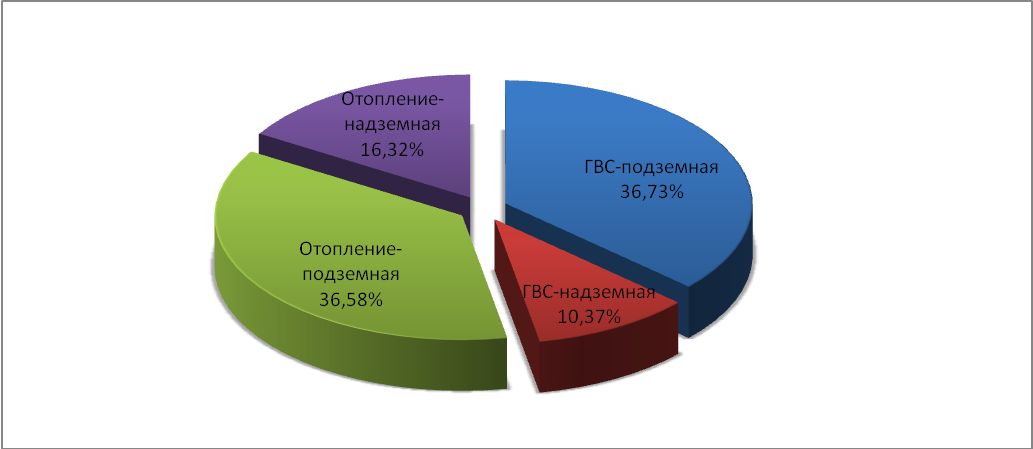 Отопление-
надземная
16,32%
ГВС-подземная
36,73%
Отопление-
подземная
36,58%
ГВС-надземная
10,37%